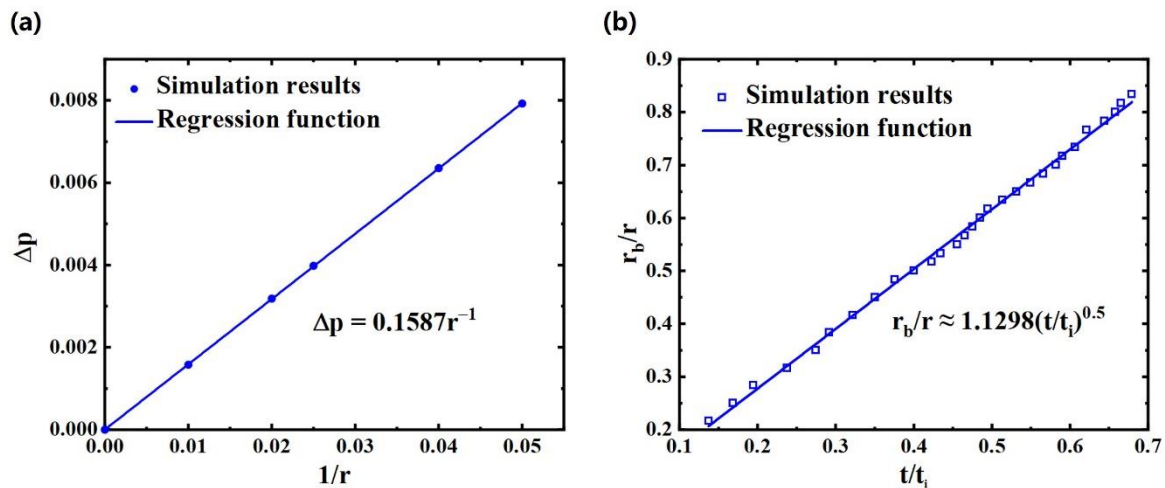 (a)
Simulation results
Regression function
0.008
0.006
0.004
0.002
0.000
Δp
Δp = 0.1587r⁻¹
0.00 0.01 0.02 0.03 0.04 0.05
1/r
(b)
Simulation results
Regression function
0.9
0.8
0.7
0.6
0.5
0.4
0.3
0.2
r_b/r
r_b/r ≈ 1.1298(t/t_i)^0.5
0.1 0.2 0.3 0.4 0.5 0.6 0.7
t/t_i